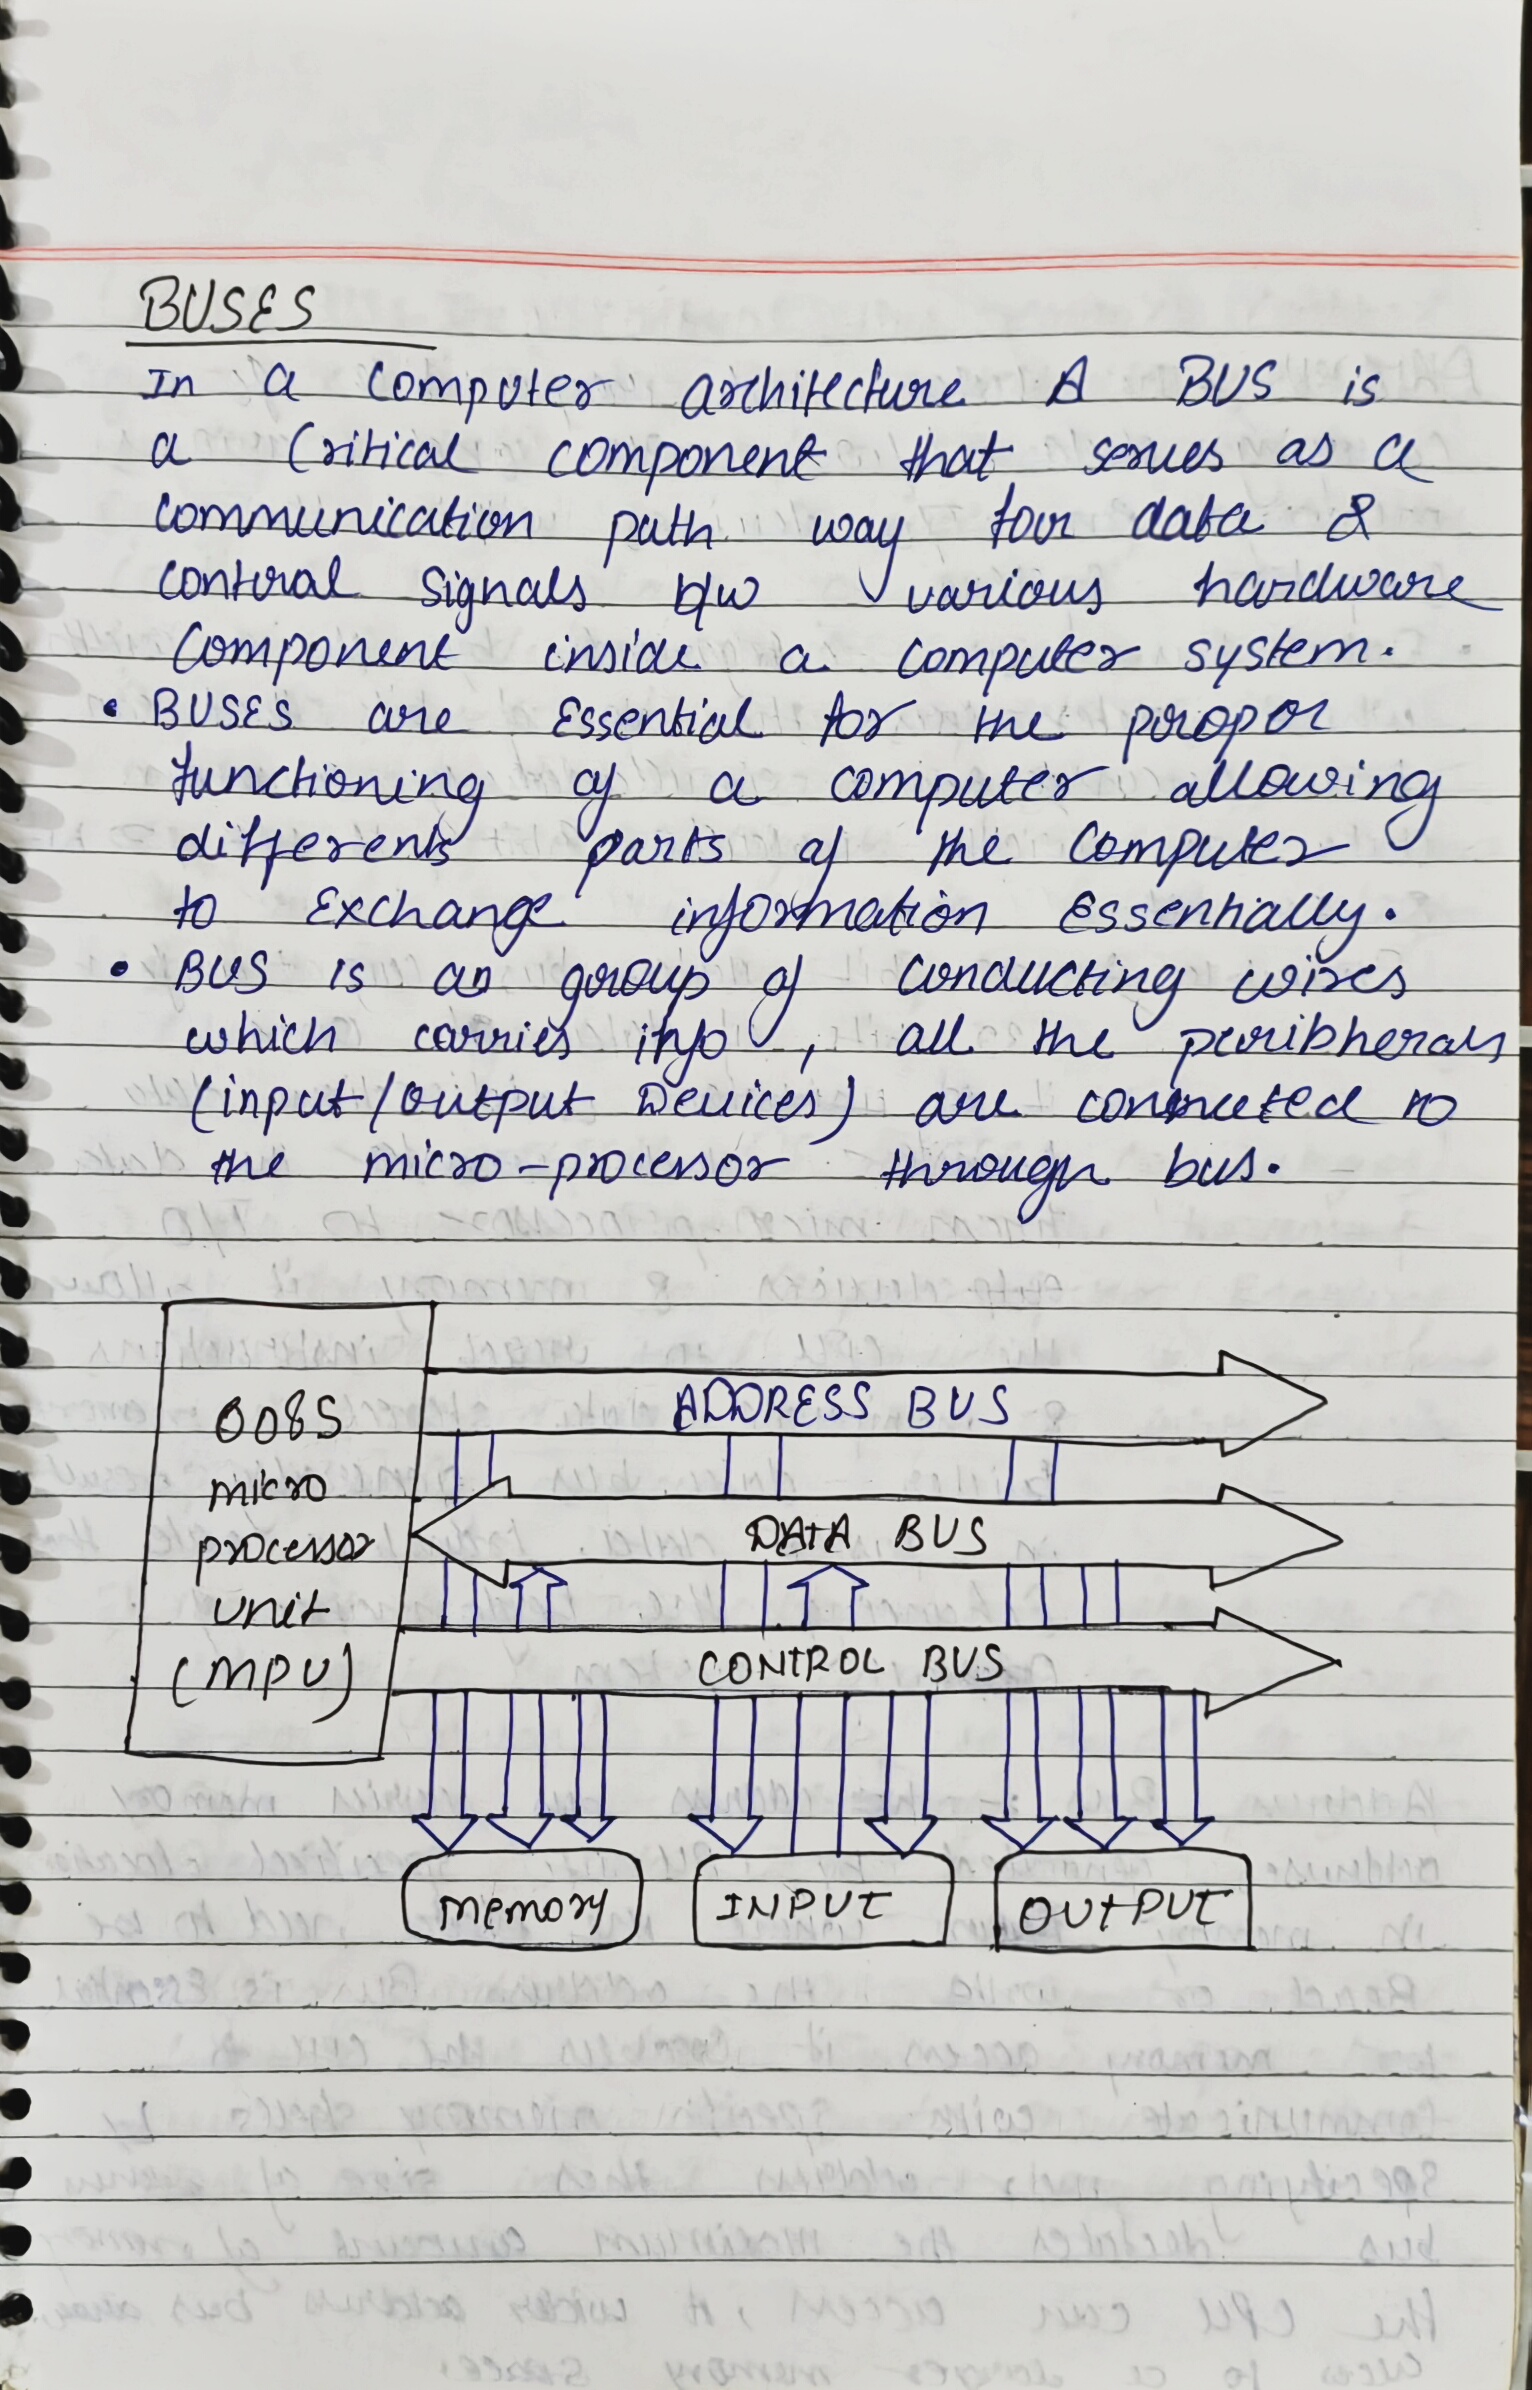 BUSES
In a computer architecture A BUS is
a Critical component that serves as a
communication path way for data &
control signals b/w various hardware
Component inside a computer system.
• BUSES are Essential for the propor
functioning of a computer allowing
differents parts of the computer
to Exchange information Essentially.
• BUS is an group of conducting wires
which carries info, all the peribherals
(input/output Devices) are connected to
the micro-processor through bus.
0085
micro
processor
unit
(MPU)
ADDRESS BUS
DATA BUS
CONTROL BUS
memory
INPUT
OUTPUT